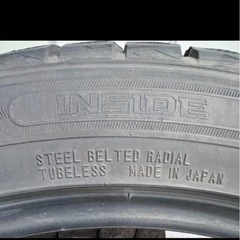 INSIDE
STEEL BELTED RADIAL
TUBELESS MADE IN JAPAN